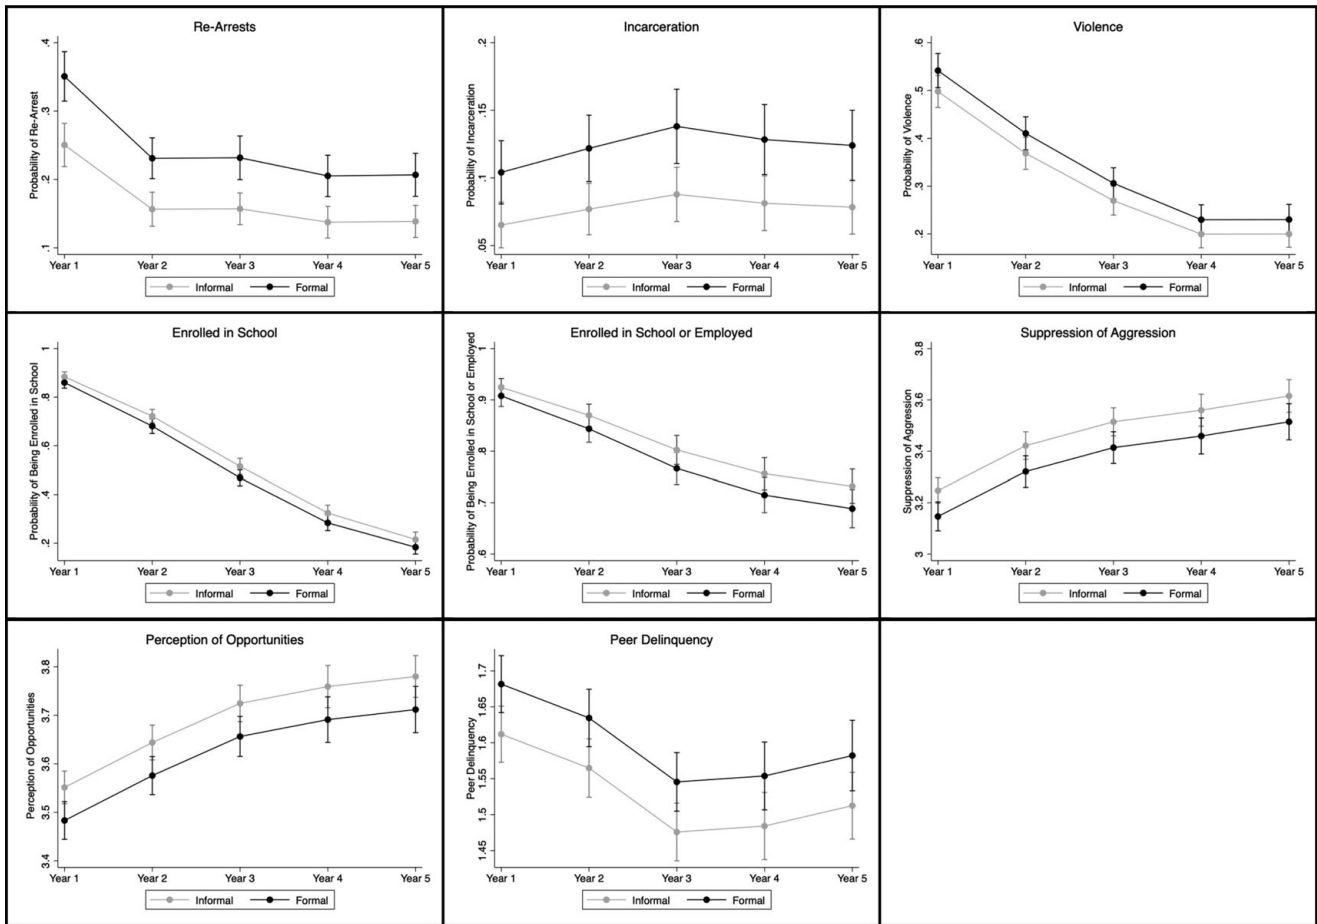 Re-Arrests
Probability of Re-Arrest
.4
.3
.2
.1
Year 1 Year 2 Year 3 Year 4 Year 5
Informal Formal
Incarceration
Probability of Incarceration
.2
.15
.1
.05
Year 1 Year 2 Year 3 Year 4 Year 5
Informal Formal
Violence
Probability of Violence
.6
.5
.4
.3
.2
Year 1 Year 2 Year 3 Year 4 Year 5
Informal Formal
Enrolled in School
Probability of Being Enrolled in School
1
.8
.6
.4
.2
Year 1 Year 2 Year 3 Year 4 Year 5
Informal Formal
Enrolled in School or Employed
Probability of Being Enrolled in School or Employed
1
.9
.8
.7
.6
Year 1 Year 2 Year 3 Year 4 Year 5
Informal Formal
Suppression of Aggression
Suppression of Aggression
3.8
3.6
3.4
3.2
3
Year 1 Year 2 Year 3 Year 4 Year 5
Informal Formal
Perception of Opportunities
Perception of Opportunities
3.8
3.7
3.6
3.5
3.4
Year 1 Year 2 Year 3 Year 4 Year 5
Informal Formal
Peer Delinquency
Peer Delinquency
1.7
1.65
1.6
1.55
1.5
1.45
Year 1 Year 2 Year 3 Year 4 Year 5
Informal Formal